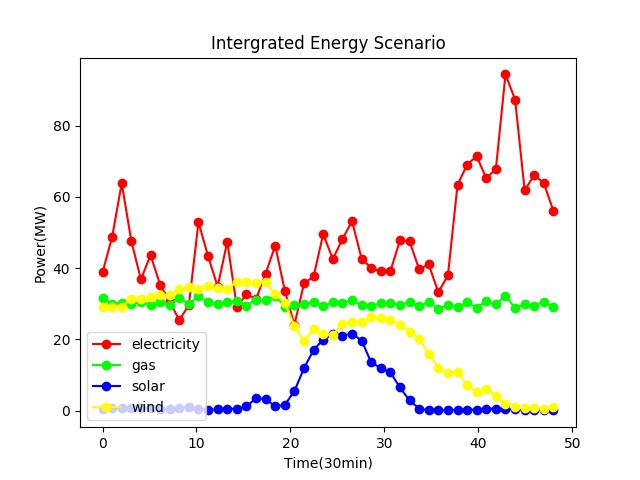 Intergrated Energy Scenario
Power(MW)
80
60
40
20
0
electricity
gas
solar
wind
0 10 20 30 40 50
Time(30min)